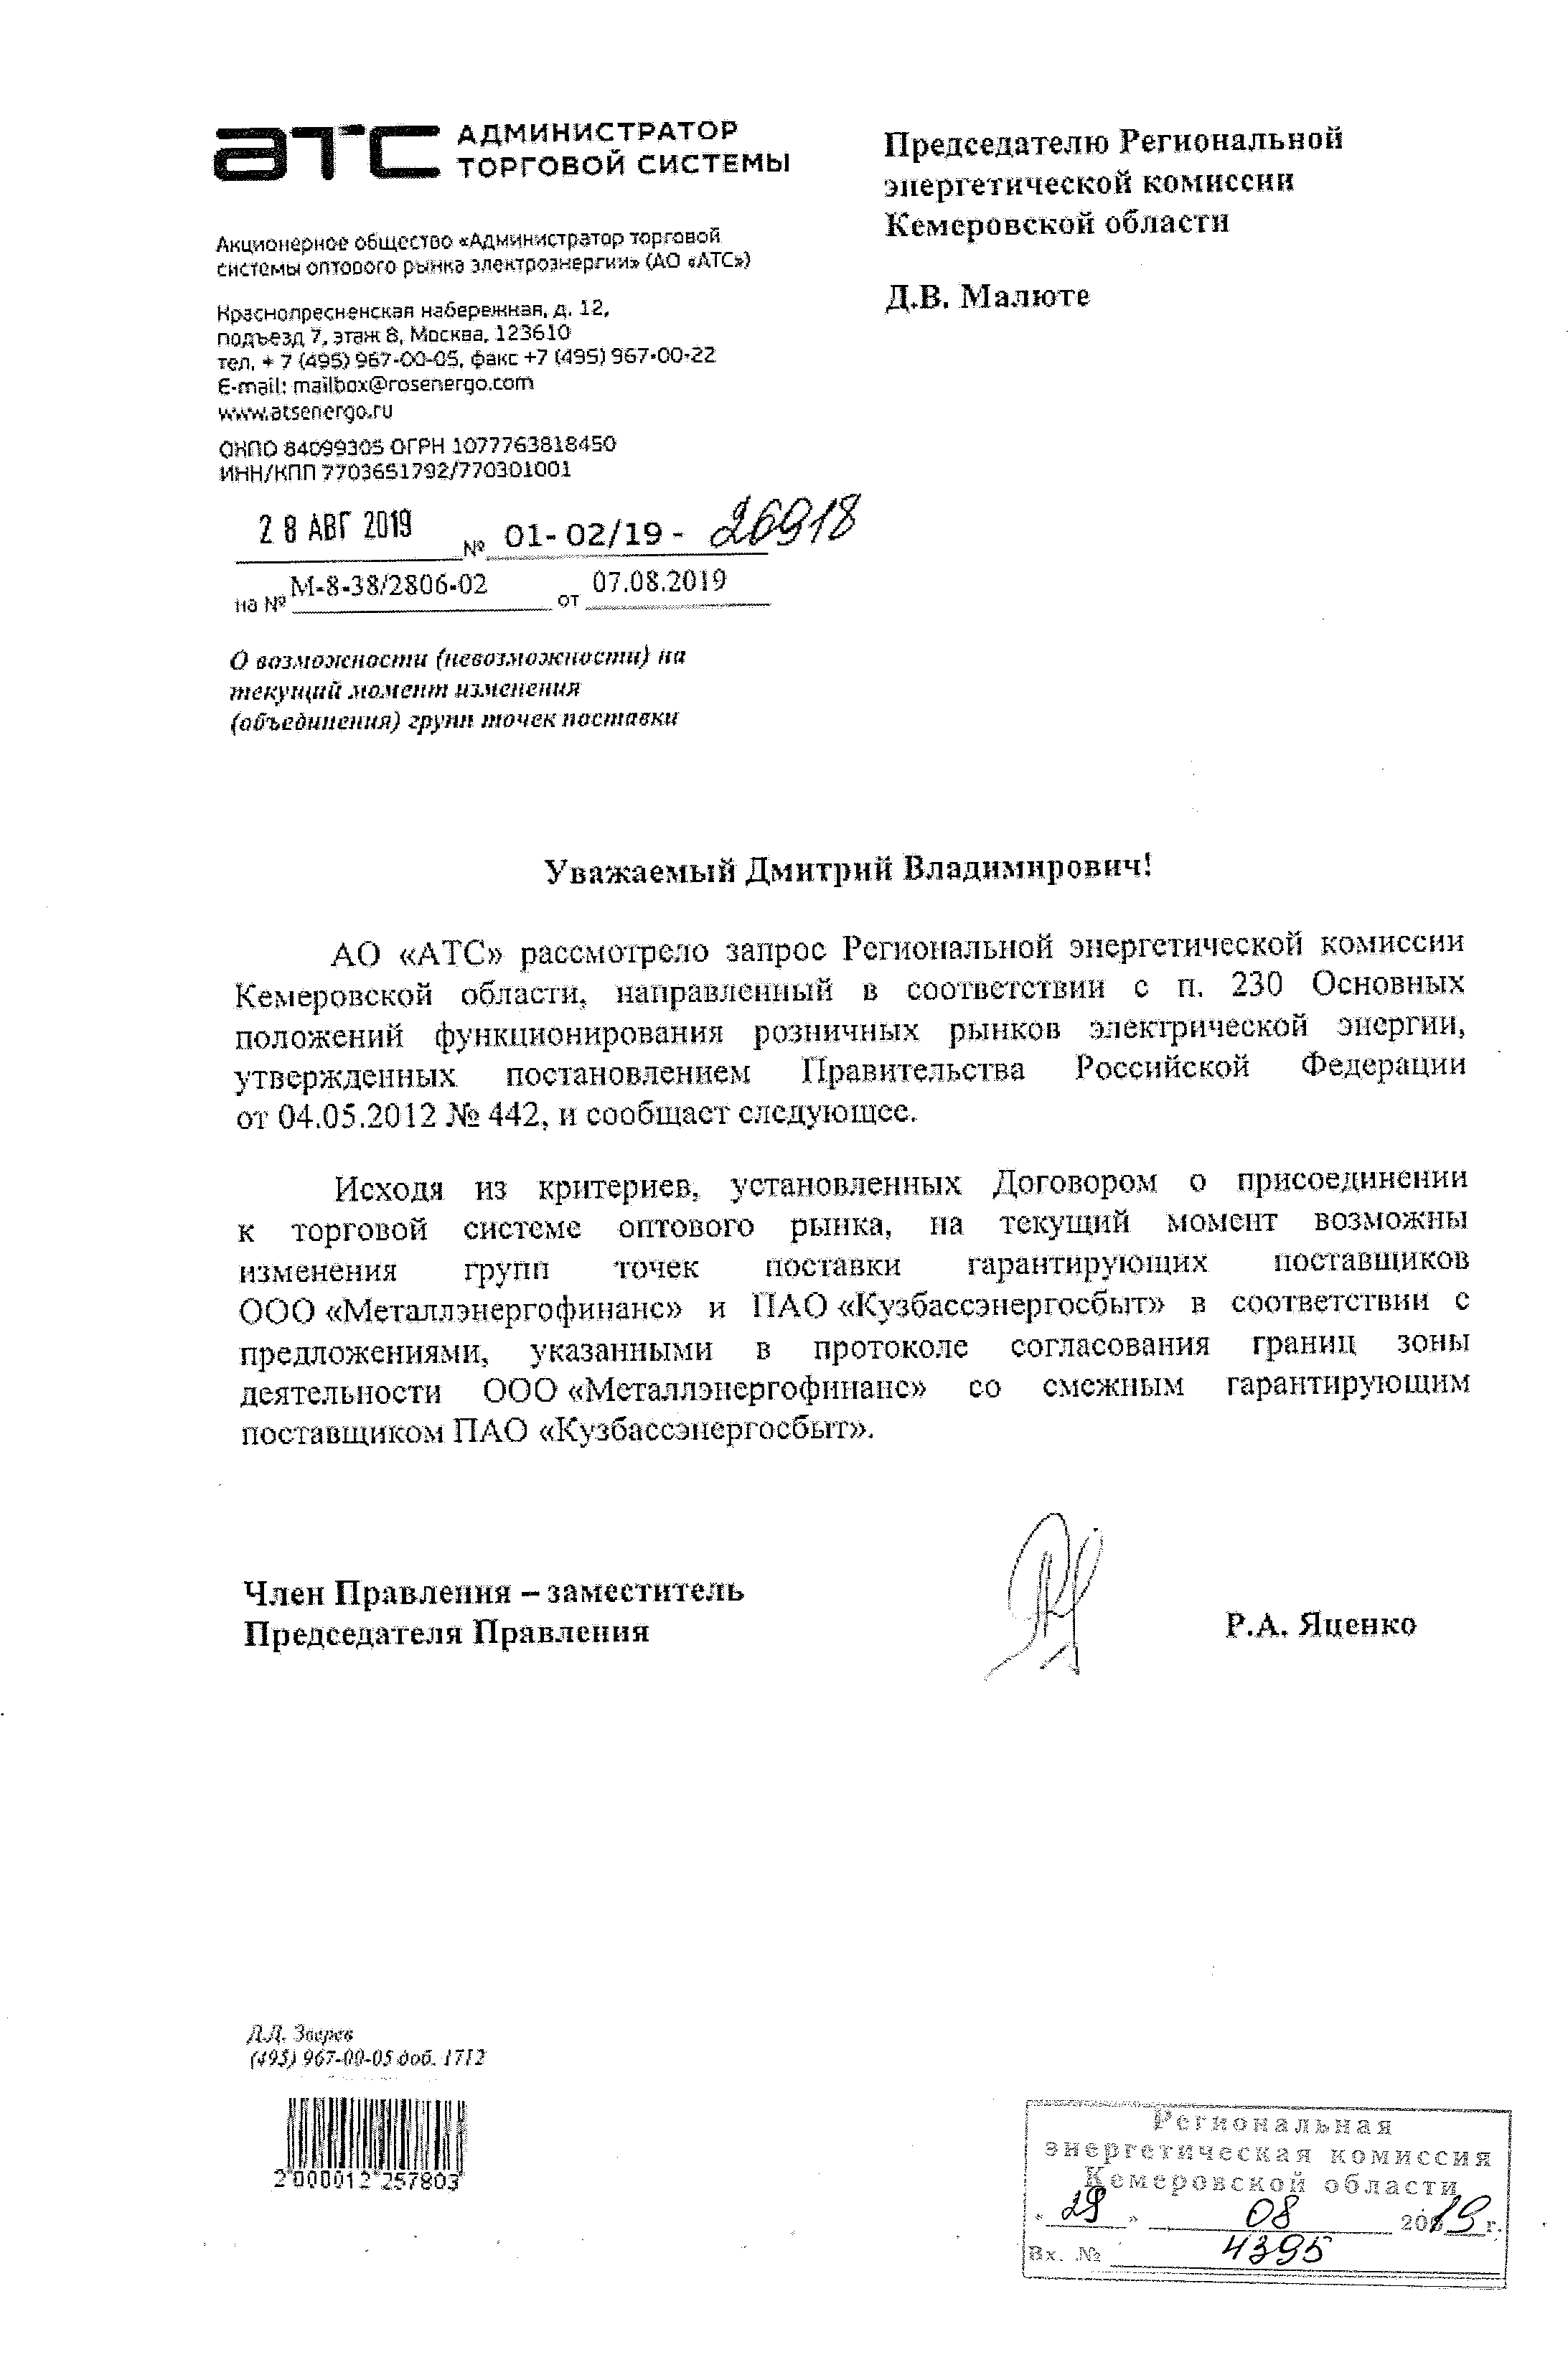 атс АДМИНИСТРАТОР
ТОРГОВОЙ СИСТЕМЫ
Акционерное общество «Администратор торговой
системы оптового рынка электроэнергии» (АО «АТС»)
Краснопресненская набережная, д. 12,
подъезд 7, этаж 8, Москва, 123610
тел. + 7 (495) 967-00-05, факс +7 (495) 967-00-22
E-mail: mailbox@rosenergo.com
www.atsenergo.ru
ОКПО 84099305 ОГРН 1077763818450
ИНН/КПП 7703651792/770301001
28 АВГ 2019 № 01-02/19 - 26918
на № М-8-38/2806-02 от 07.08.2019
Председателю Региональной
энергетической комиссии
Кемеровской области
Д.В. Малюте
О возможности (невозможности) на
текущий момент изменения
(объединения) групп точек поставки
Уважаемый Дмитрий Владимирович!
АО «АТС» рассмотрело запрос Региональной энергетической комиссии
Кемеровской области, направленный в соответствии с п. 230 Основных
положений функционирования розничных рынков электрической энергии,
утвержденных постановлением Правительства Российской Федерации
от 04.05.2012 № 442, и сообщает следующее.
Исходя из критериев, установленных Договором о присоединении
к торговой системе оптового рынка, на текущий момент возможны
изменения групп точек поставки гарантирующих поставщиков
ООО «Металлэнергофинанс» и ПАО «Кузбассэнергосбыт» в соответствии с
предложениями, указанными в протоколе согласования границ зоны
деятельности ООО «Металлэнергофинанс» со смежным гарантирующим
поставщиком ПАО «Кузбассэнергосбыт».
Член Правления – заместитель
Председателя Правления
Р.А. Яценко
Д.Д. Зверев
(495) 967-00-05 доб. 1712
2 000012 257803
Региональная
энергетическая комиссия
Кемеровской области
« 29 » 08 2019 г.
Вх. № 4395